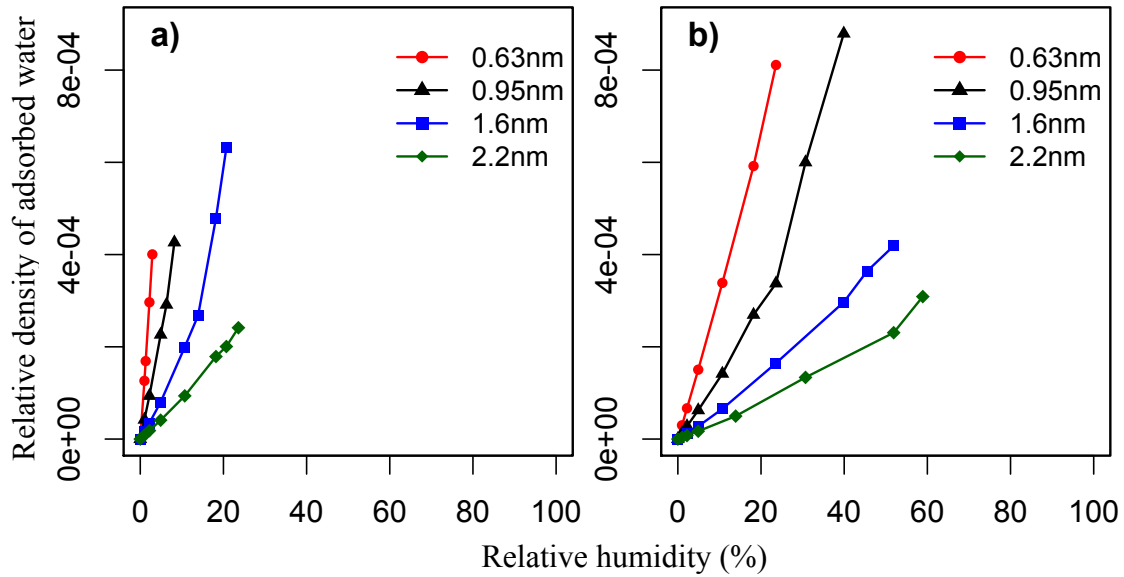 a)
0.63nm
0.95nm
1.6nm
2.2nm
b)
0.63nm
0.95nm
1.6nm
2.2nm
Relative density of adsorbed water
8e-04
4e-04
0e+00
8e-04
4e-04
0e+00
0 20 40 60 80 100
0 20 40 60 80 100
Relative humidity (%)